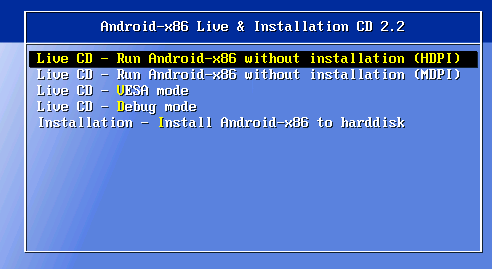 Android-x86 Live & Installation CD 2.2
Live CD - Run Android-x86 without installation (HDPI)
Live CD - Run Android-x86 without installation (MDPI)
Live CD - VESA mode
Live CD - Debug mode
Installation - Install Android-x86 to harddisk